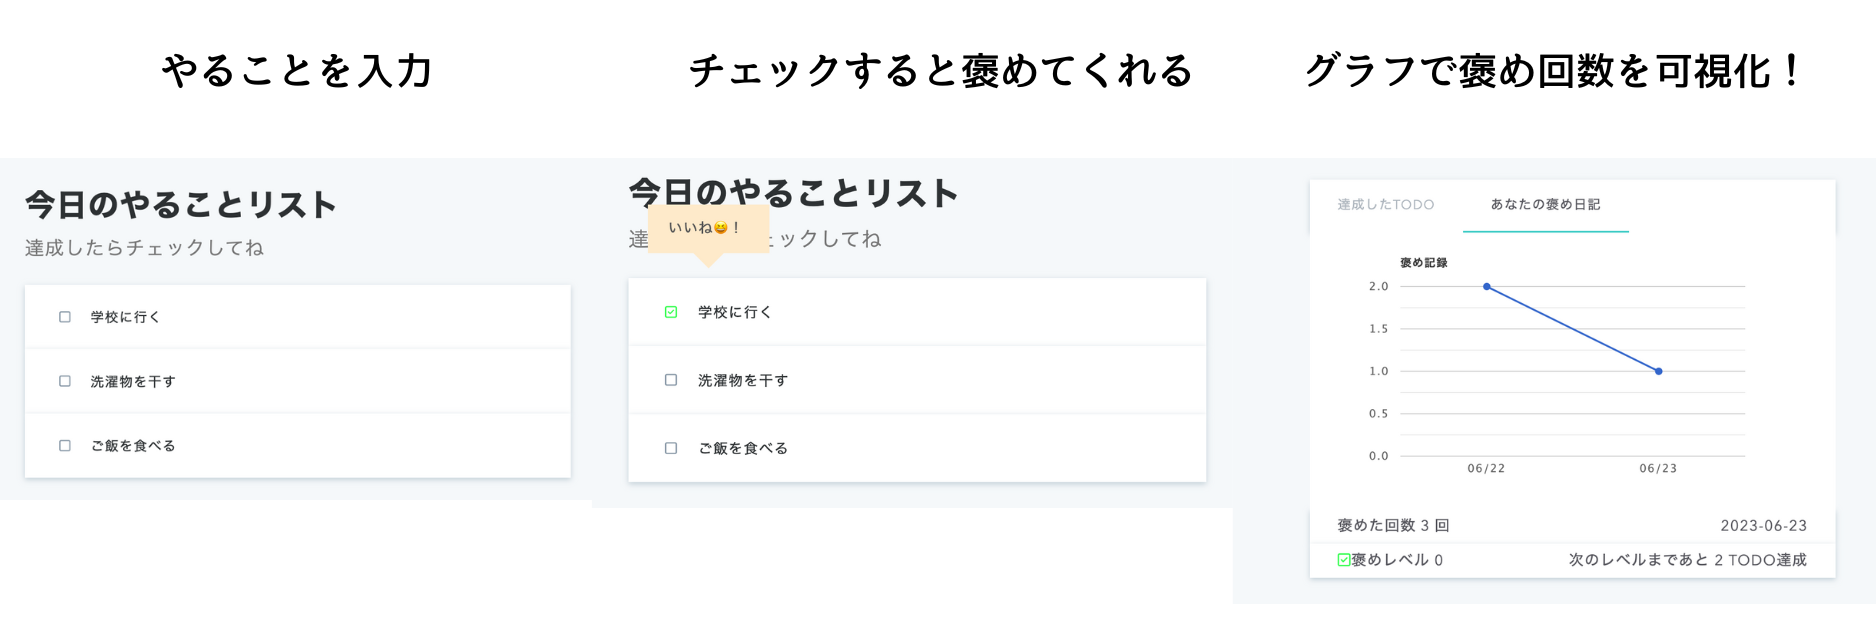 やることを入力
今日のやることリスト
達成したらチェックしてね
学校に行く
洗濯物を干す
ご飯を食べる
チェックすると褒めてくれる
今日のやることリスト
いいね😆！
達
ェックしてね
学校に行く
洗濯物を干す
ご飯を食べる
グラフで褒め回数を可視化！
達成したTODO
あなたの褒め日記
褒め記録
2.0
1.5
1.0
0.5
0.0
06/22
06/23
褒めた回数 3 回
2023-06-23
褒めレベル 0
次のレベルまであと 2 TODO達成